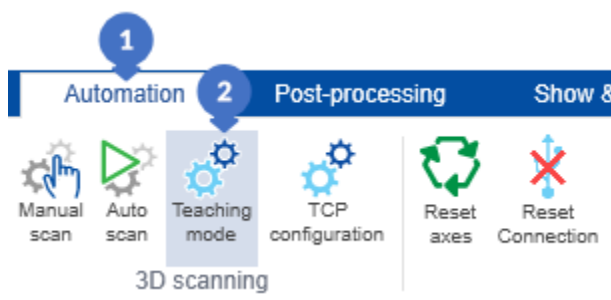 1
Automation 2 Post-processing Show &
Manual scan
Auto scan
Teaching mode
TCP configuration
Reset axes
Reset Connection
3D scanning